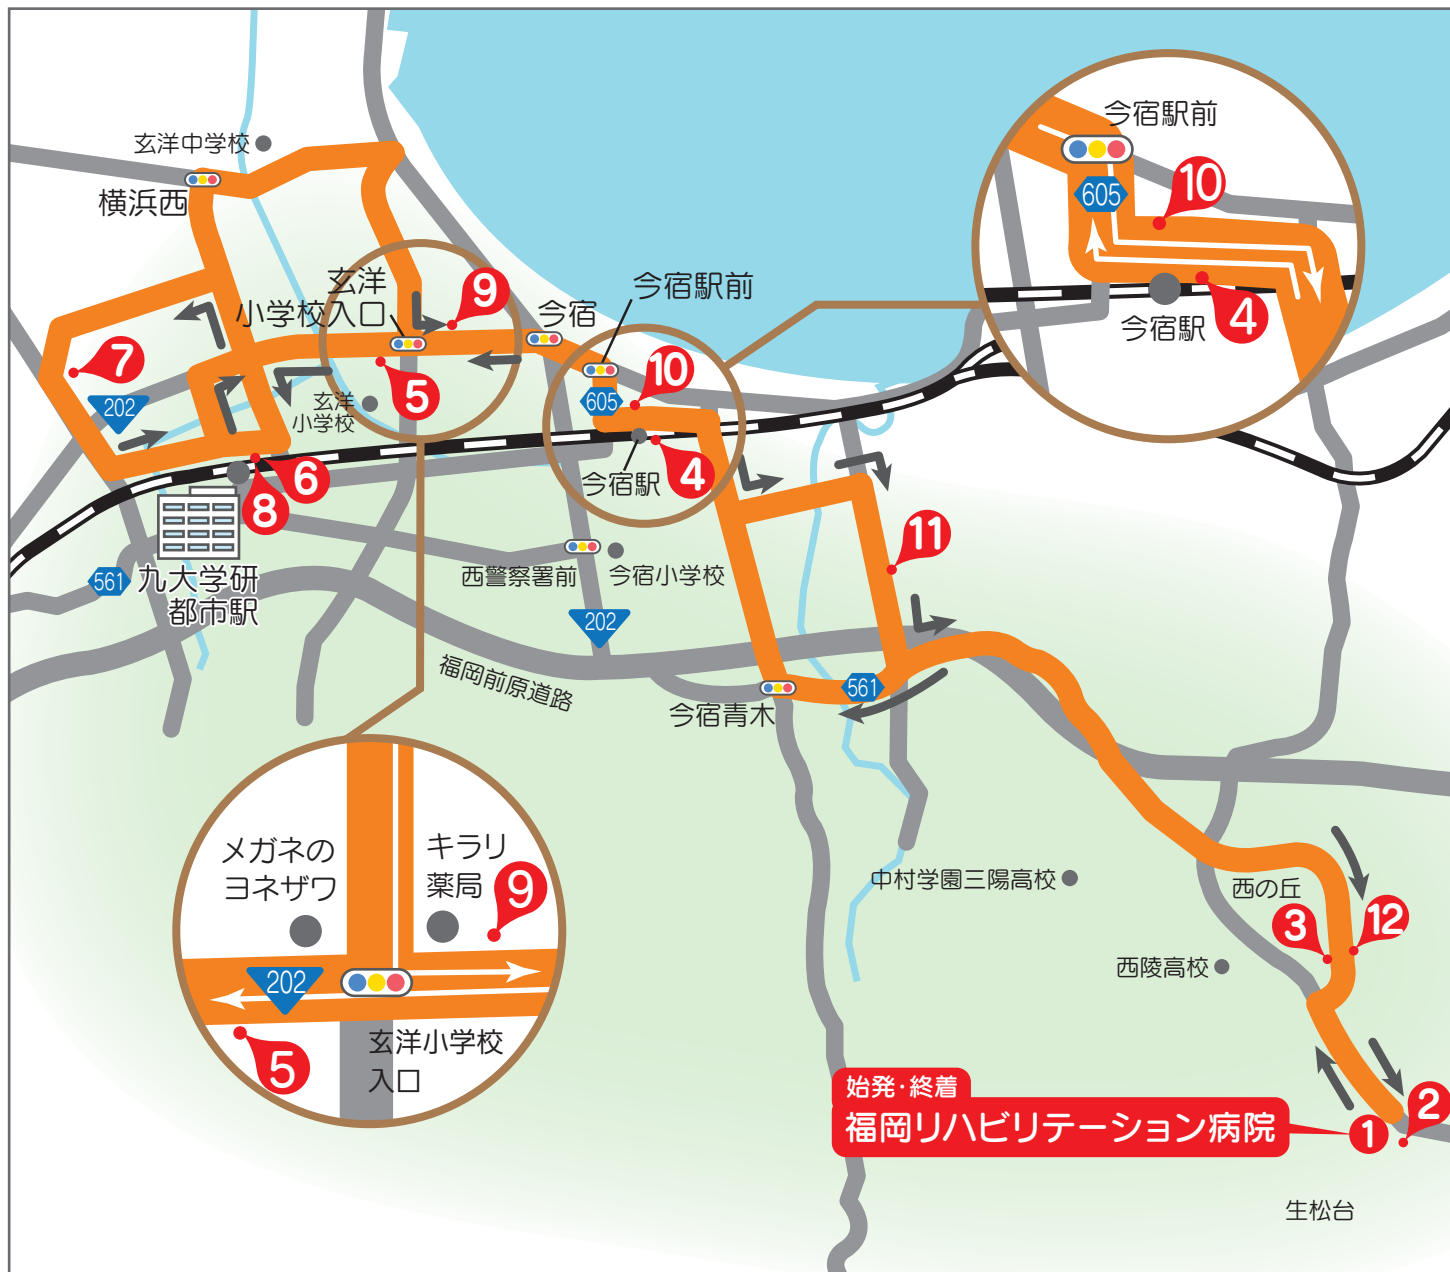 玄洋中学校
横浜西
玄洋
小学校入口
9
今宿
今宿駅前
10
605
7
202
5
玄洋
小学校
今宿駅
4
6
8
九大学研
都市駅
561
西警察署前
今宿小学校
202
11
福岡前原道路
今宿青木
561
今宿駅前
605
10
今宿駅
4
メガネの
ヨネザワ
キラリ
薬局
9
202
5
玄洋小学校
入口
中村学園三陽高校
西の丘
3
12
西陵高校
始発・終着
福岡リハビリテーション病院
1
2
生松台